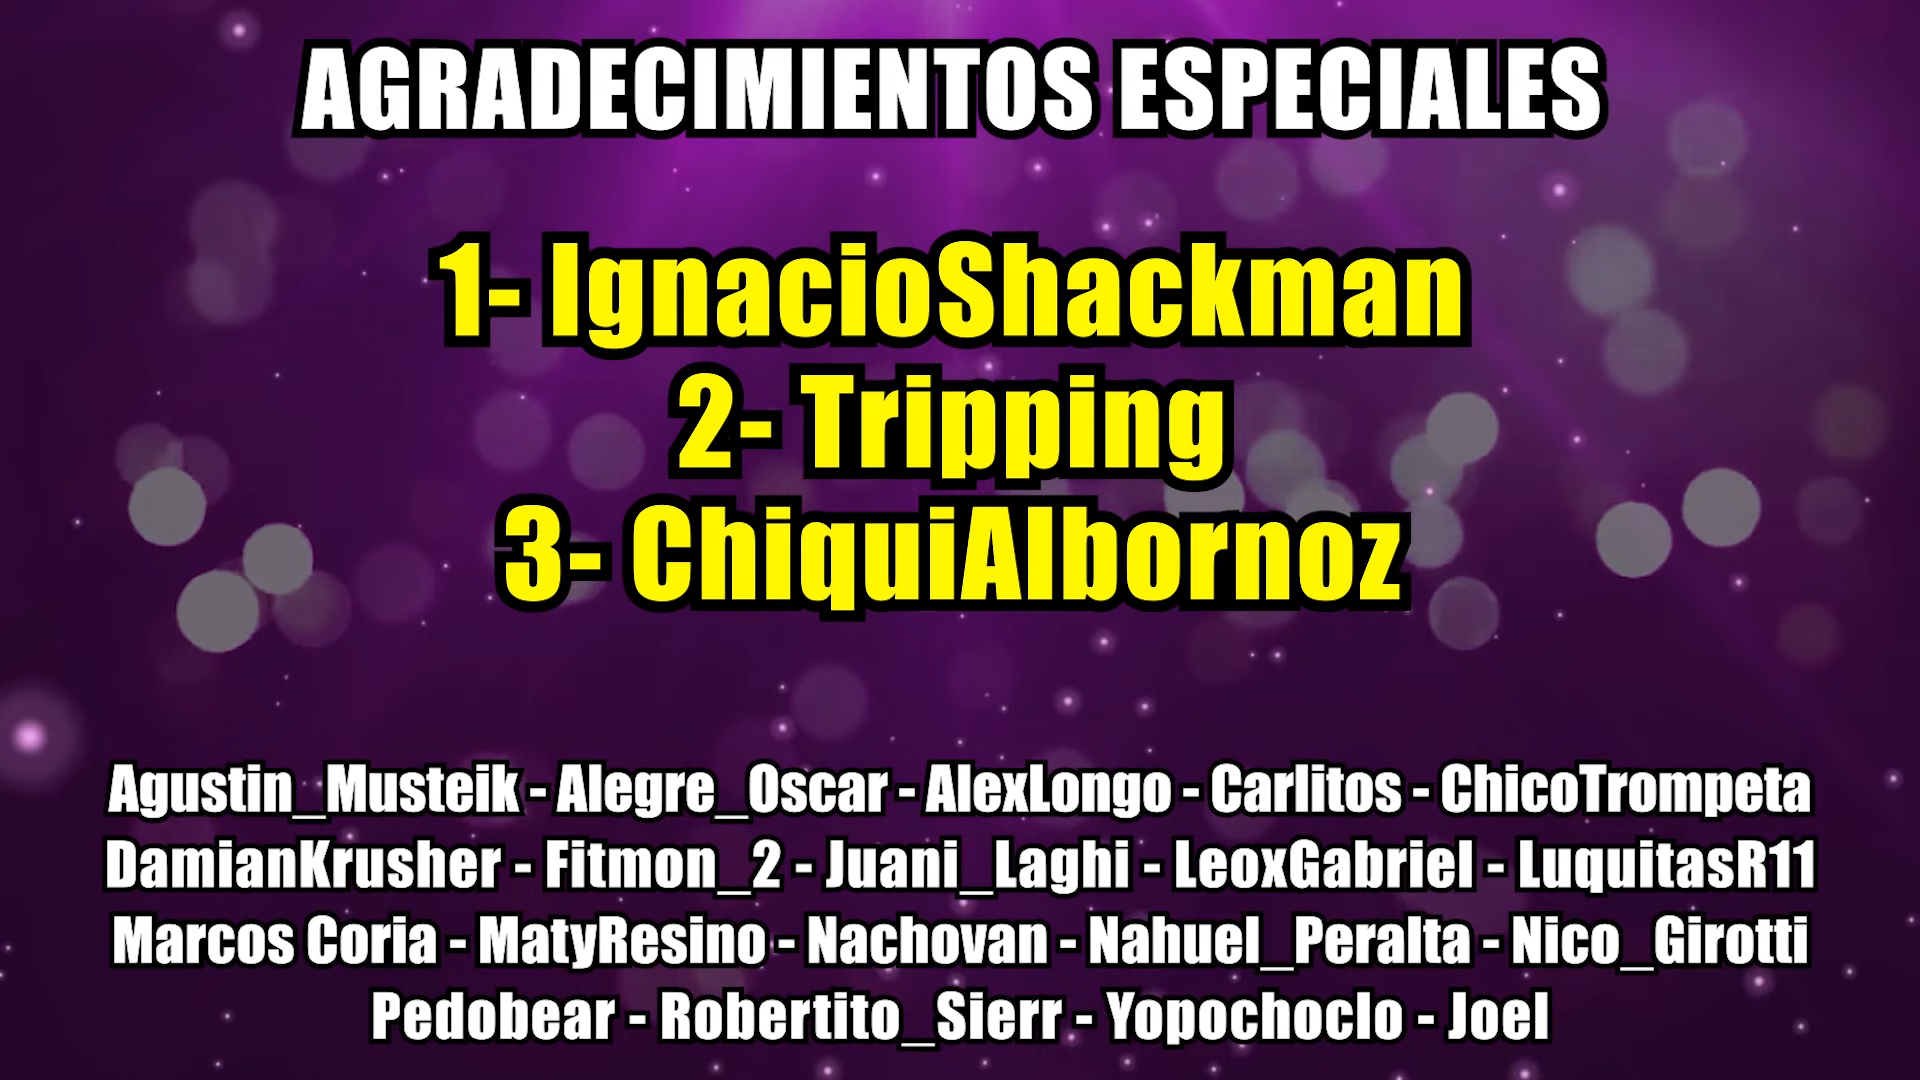 AGRADECIMIENTOS ESPECIALES
1- IgnacioShackman
2- Tripping
3- ChiquiAlbornoz
Agustin_Musteik - Alegre_Oscar - AlexLongo - Carlitos - ChicoTrompeta
DamianKrusher - Fitmon_2 - Juani_Laghi - LeoxGabriel - LuquitasR11
Marcos Coria - MatyResino - Nachovan - Nahuel_Peralta - Nico_Girotti
Pedobear - Robertito_Sierr - Yopochoclo - Joel